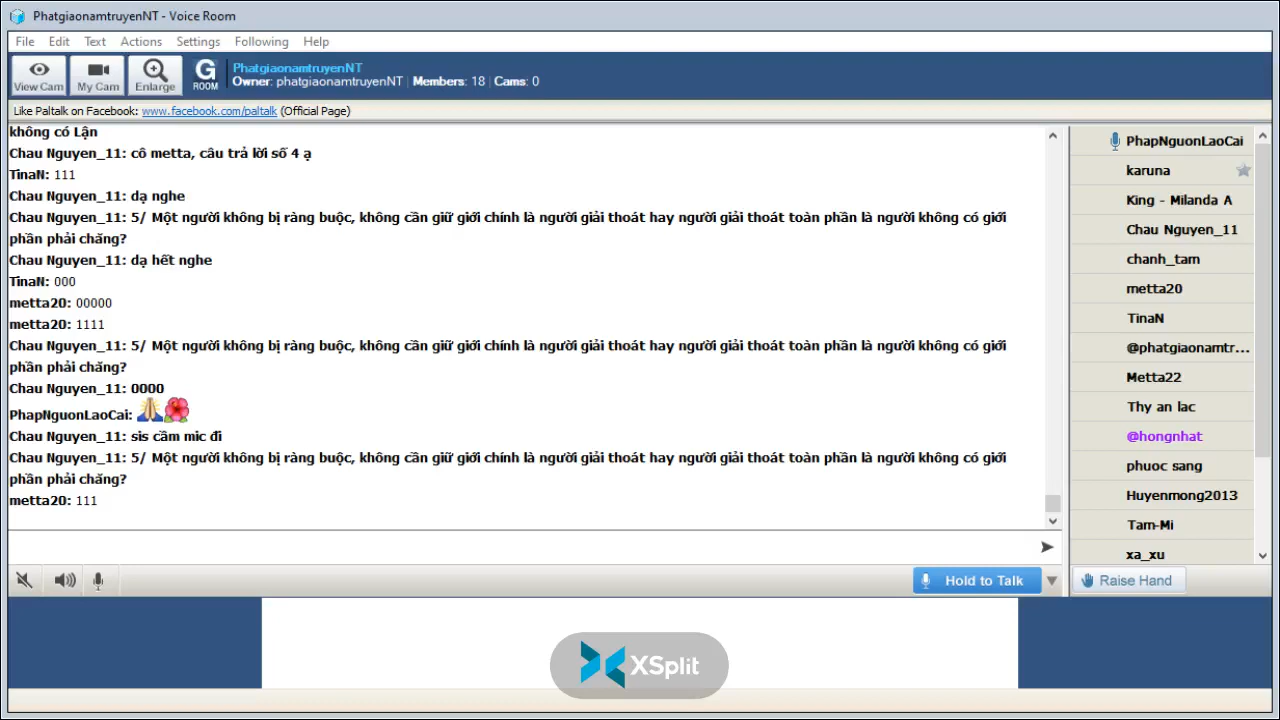 PhatgiaonamtruyenNT - Voice Room
File Edit Text Actions Settings Following Help
View Cam My Cam Enlarge G ROOM
PhatgiaonamtruyenNT
Owner: phatgiaonamtruyenNT | Members: 18 | Cams: 0
Like Paltalk on Facebook: www.facebook.com/paltalk (Official Page)
không có Lận
Chau Nguyen_11: cô metta, câu trả lời số 4 ạ
TinaN: 111
Chau Nguyen_11: dạ nghe
Chau Nguyen_11: 5/ Một người không bị ràng buộc, không cần giữ giới chính là người giải thoát hay người giải thoát toàn phần là người không có giới
phần phải chăng?
Chau Nguyen_11: dạ hết nghe
TinaN: 000
metta20: 00000
metta20: 1111
Chau Nguyen_11: 5/ Một người không bị ràng buộc, không cần giữ giới chính là người giải thoát hay người giải thoát toàn phần là người không có giới
phần phải chăng?
Chau Nguyen_11: 0000
PhapNguonLaoCai:
Chau Nguyen_11: sis cầm mic đi
Chau Nguyen_11: 5/ Một người không bị ràng buộc, không cần giữ giới chính là người giải thoát hay người giải thoát toàn phần là người không có giới
phần phải chăng?
metta20: 111
PhapNguonLaoCai
karuna
King - Milanda A
Chau Nguyen_11
chanh_tam
metta20
TinaN
@phatgiaonamtr...
Metta22
Thy an lac
@hongnhat
phuoc sang
Huyenmong2013
Tam-Mi
xa_xu
Hold to Talk
Raise Hand
XSplit